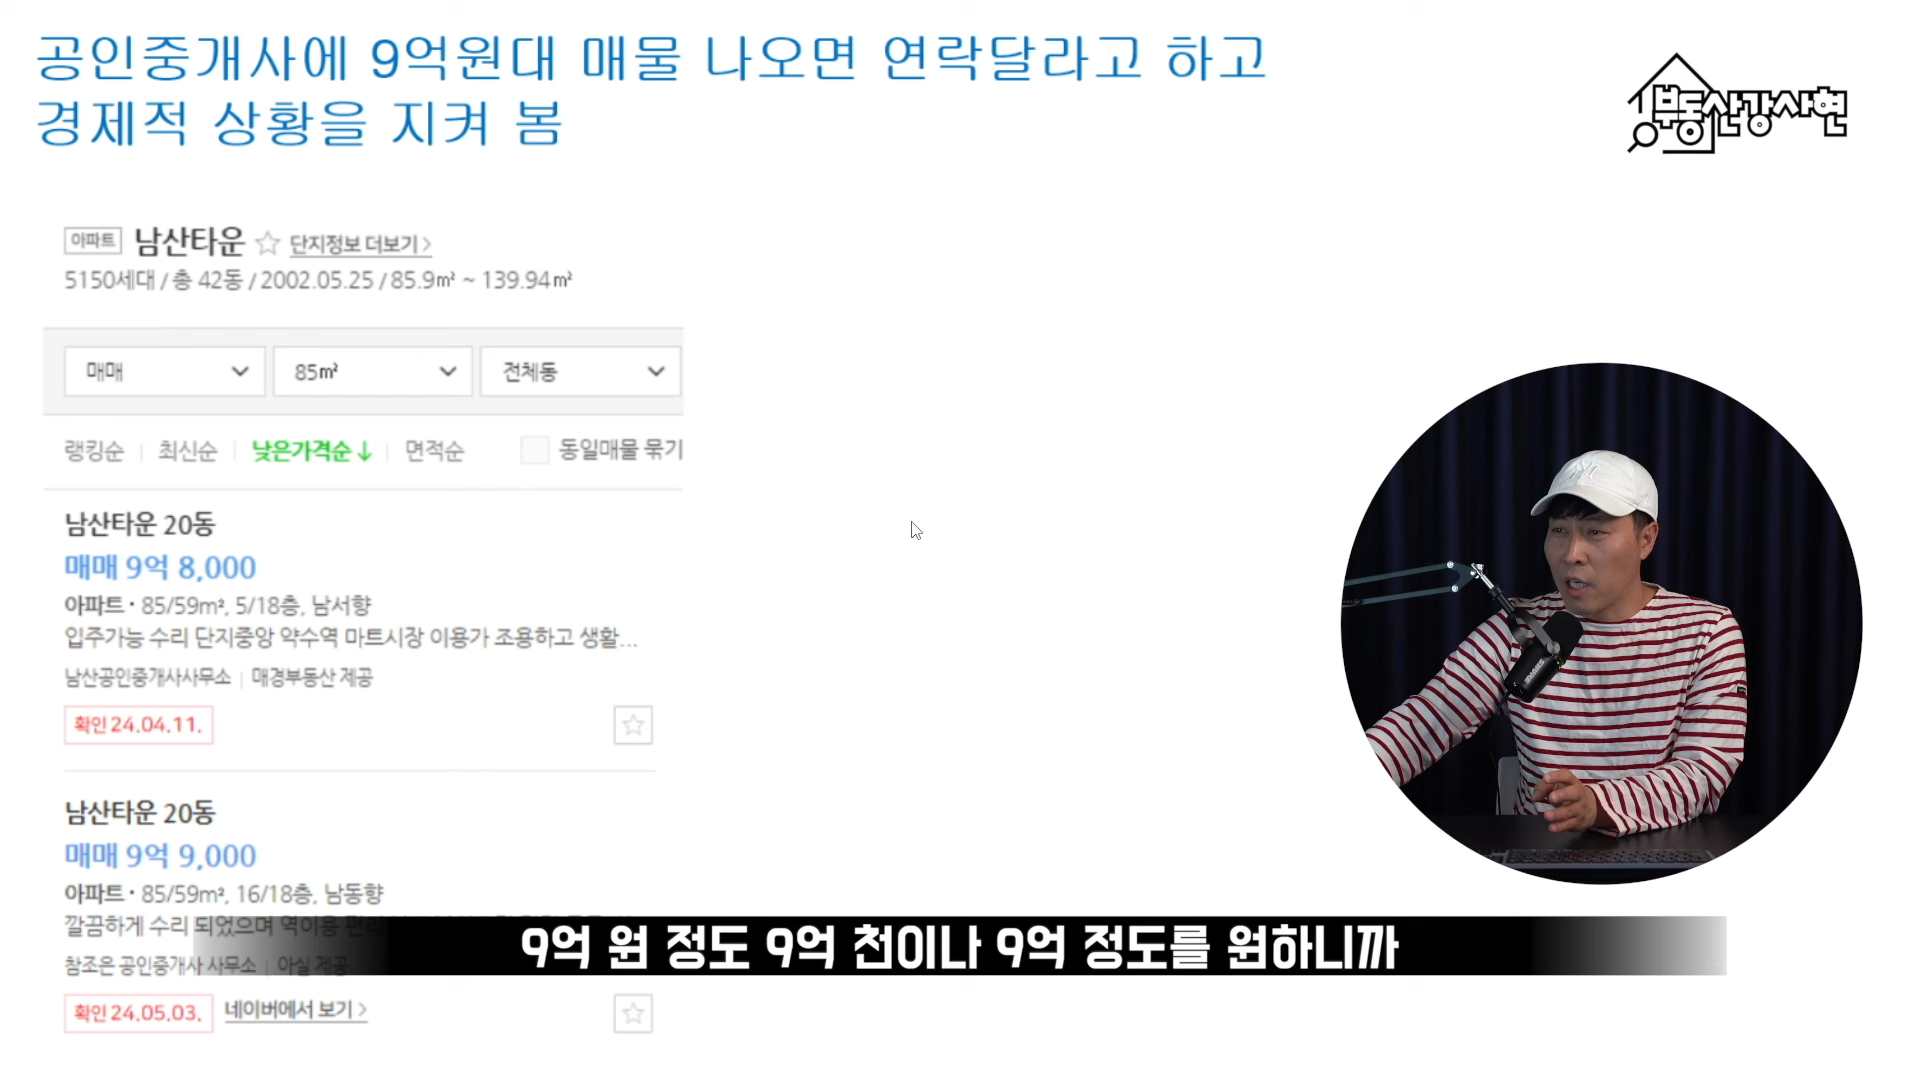 공인중개사에 9억원대 매물 나오면 연락달라고 하고
경제적 상황을 지켜 봄
부동산강사현
아파트 남산타운 단지정보 더보기
5150세대 / 총 42동 / 2002.05.25 / 85.9㎡ ~ 139.94㎡
매매 85㎡ 전체동
랭킹순 최신순 낮은가격순↓ 면적순 동일매물 묶기
남산타운 20동
매매 9억 8,000
아파트 · 85/59m², 5/18층, 남서향
입주가능 수리 단지중앙 약수역 마트시장 이용가 조용하고 생활...
남산공인중개사사무소 매경부동산 제공
확인 24.04.11.
남산타운 20동
매매 9억 9,000
아파트 · 85/59m², 16/18층, 남동향
깔끔하게 수리 되었으며 역이용 편리
참조은 공인중개사 사무소 아실 제공
9억 원 정도 9억 천이나 9억 정도를 원하니까
확인 24.05.03. 네이버에서 보기